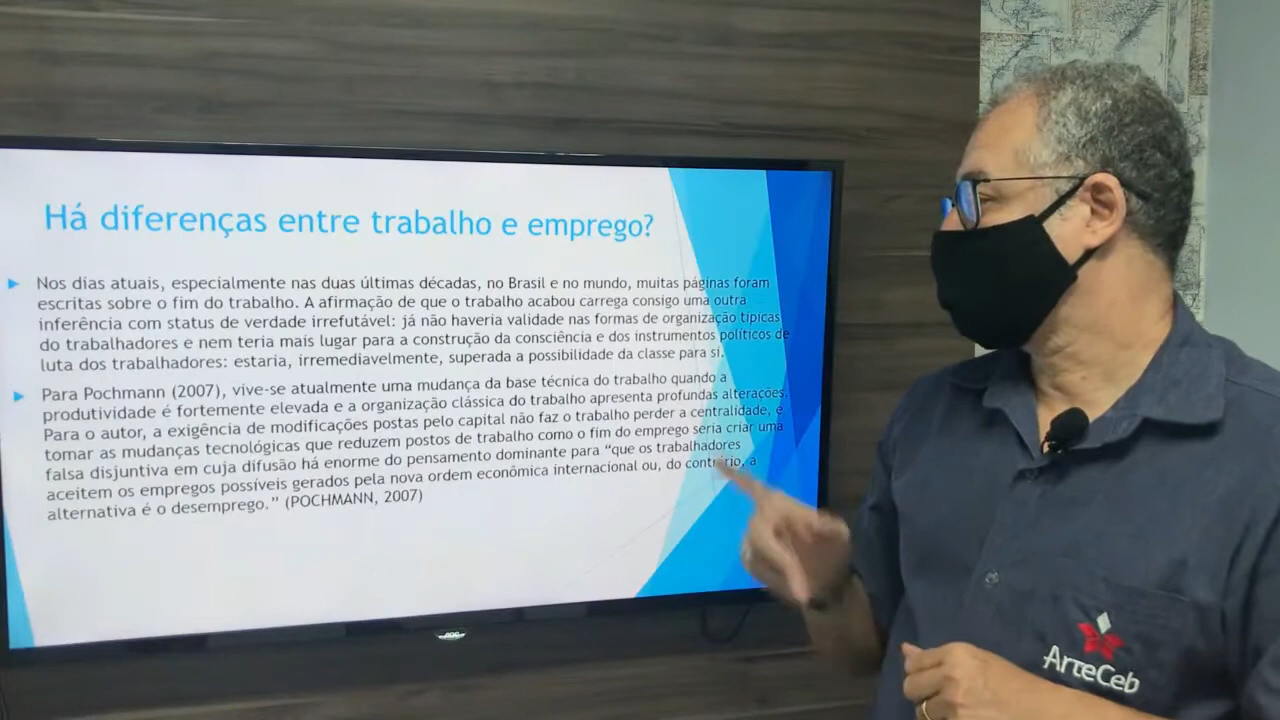 Há diferenças entre trabalho e emprego?
Nos dias atuais, especialmente nas duas últimas décadas, no Brasil e no mundo, muitas páginas foram
escritas sobre o fim do trabalho. A afirmação de que o trabalho acabou carrega consigo uma outra
inferência com status de verdade irrefutável: já não haveria validade nas formas de organização típicas
do trabalhadores e nem teria mais lugar para a construção da consciência e dos instrumentos políticos de
luta dos trabalhadores: estaria, irremediavelmente, superada a possibilidade da classe para si.
Para Pochmann (2007), vive-se atualmente uma mudança da base técnica do trabalho quando a
produtividade é fortemente elevada e a organização clássica do trabalho apresenta profundas alterações.
Para o autor, a exigência de modificações postas pelo capital não faz o trabalho perder a centralidade, e
tomar as mudanças tecnológicas que reduzem postos de trabalho como o fim do emprego seria criar uma
falsa disjuntiva em cuja difusão há enorme do pensamento dominante para “que os trabalhadores
aceitem os empregos possíveis gerados pela nova ordem econômica internacional ou, do contrário, a
alternativa é o desemprego.” (POCHMANN, 2007)
AOC
ArteCeb